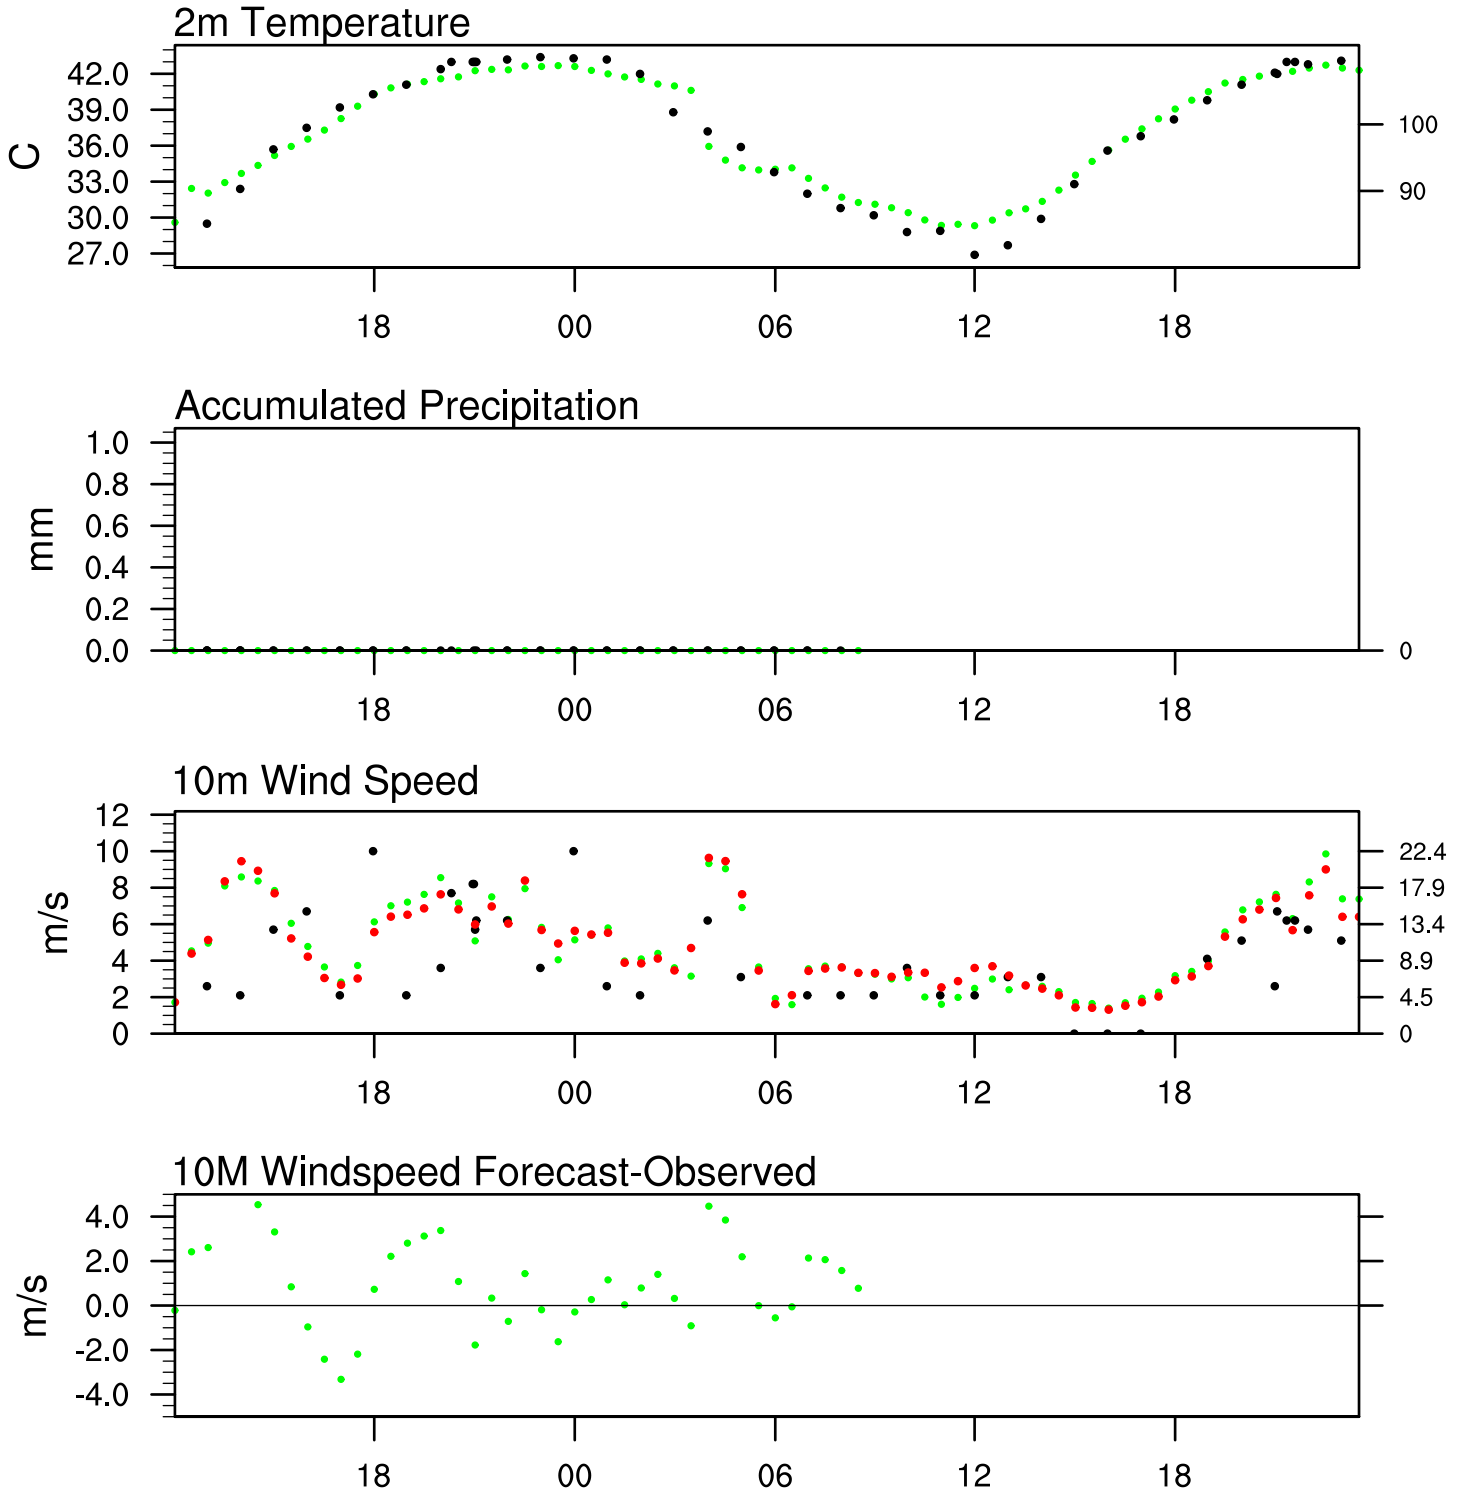 2m Temperature
42.0
39.0
36.0
33.0
30.0
27.0
C
100
90
18 00 06 12 18
Accumulated Precipitation
1.0
0.8
0.6
0.4
0.2
0.0
mm
0
18 00 06 12 18
10m Wind Speed
12
10
8
6
4
2
0
m/s
22.4
17.9
13.4
8.9
4.5
0
18 00 06 12 18
10M Windspeed Forecast-Observed
4.0
2.0
0.0
-2.0
-4.0
m/s
18 00 06 12 18